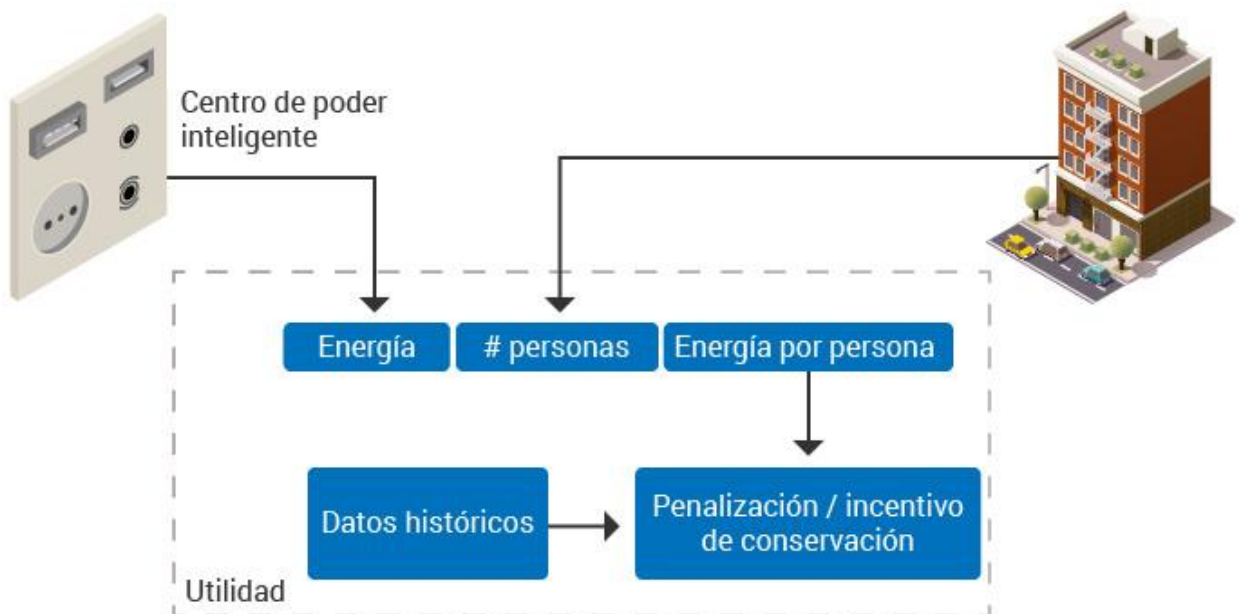 Centro de poder
inteligente
Energía
# personas
Energía por persona
Datos históricos
Penalización / incentivo
de conservación
Utilidad